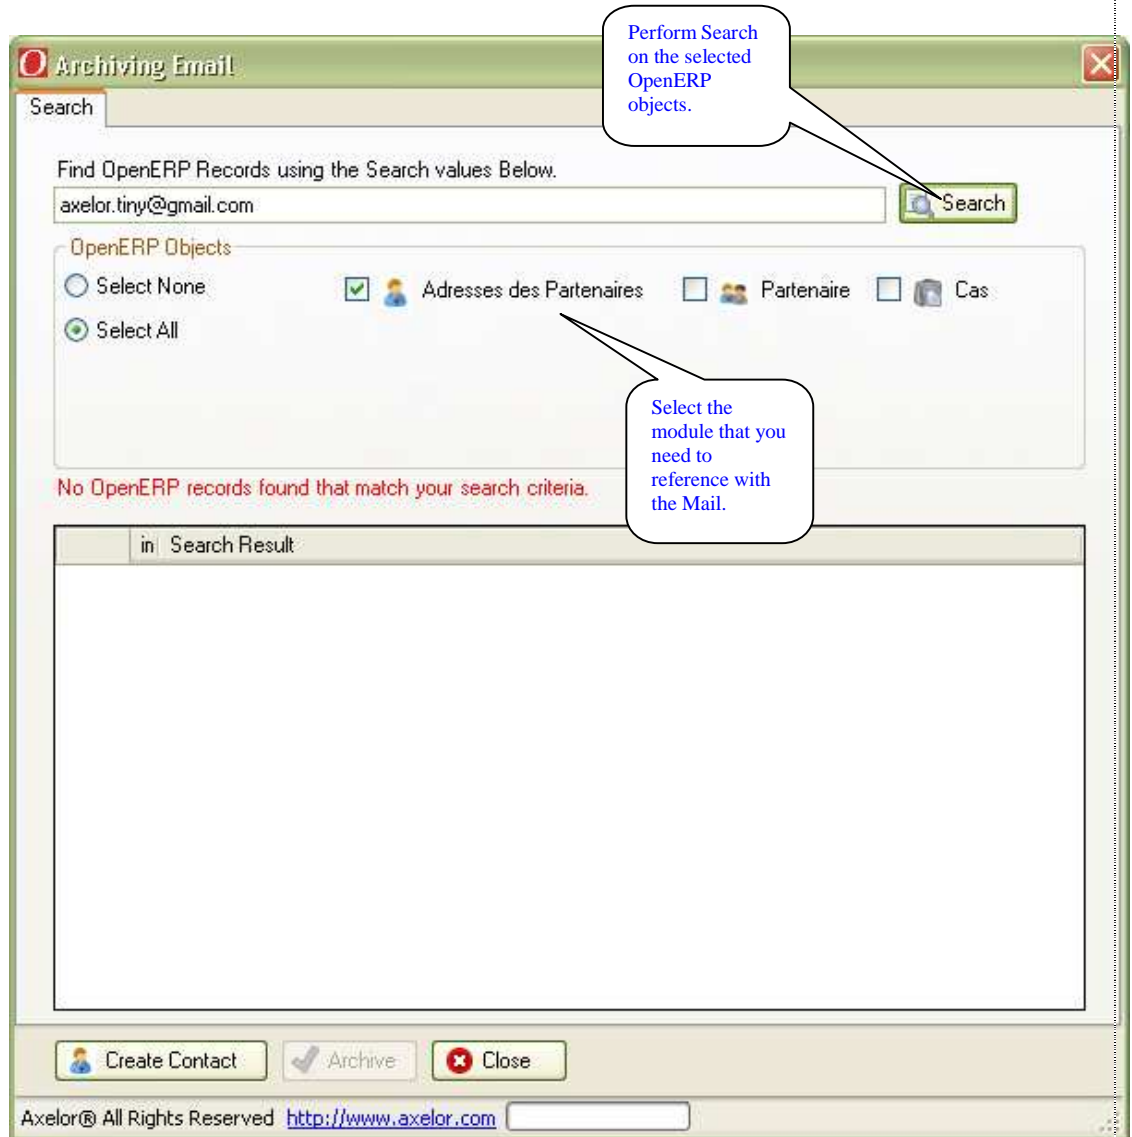 Perform Search
on the selected
OpenERP
objects.
Archiving Email
Search
Find OpenERP Records using the Search values Below.
axelor.tiny@gmail.com
Search
OpenERP Objects
Select None
Adresses des Partenaires
Partenaire
Cas
Select All
Select the
module that you
need to
reference with
the Mail.
No OpenERP records found that match your search criteria.
in Search Result
Create Contact
Archive
Close
Axelor® All Rights Reserved http://www.axelor.com